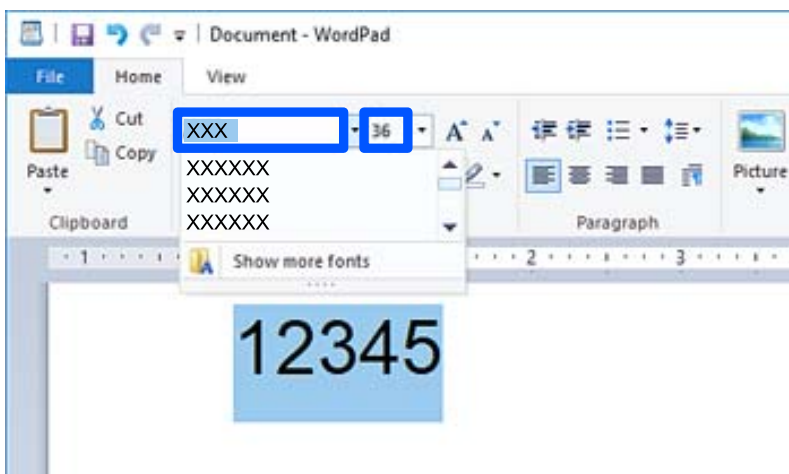 Document - WordPad
File Home View
Paste
Cut
Copy
Clipboard
XXX
36
A A
XXXXXX
XXXXXX
XXXXXX
Show more fonts
Paragraph
Picture
1 2 3
12345